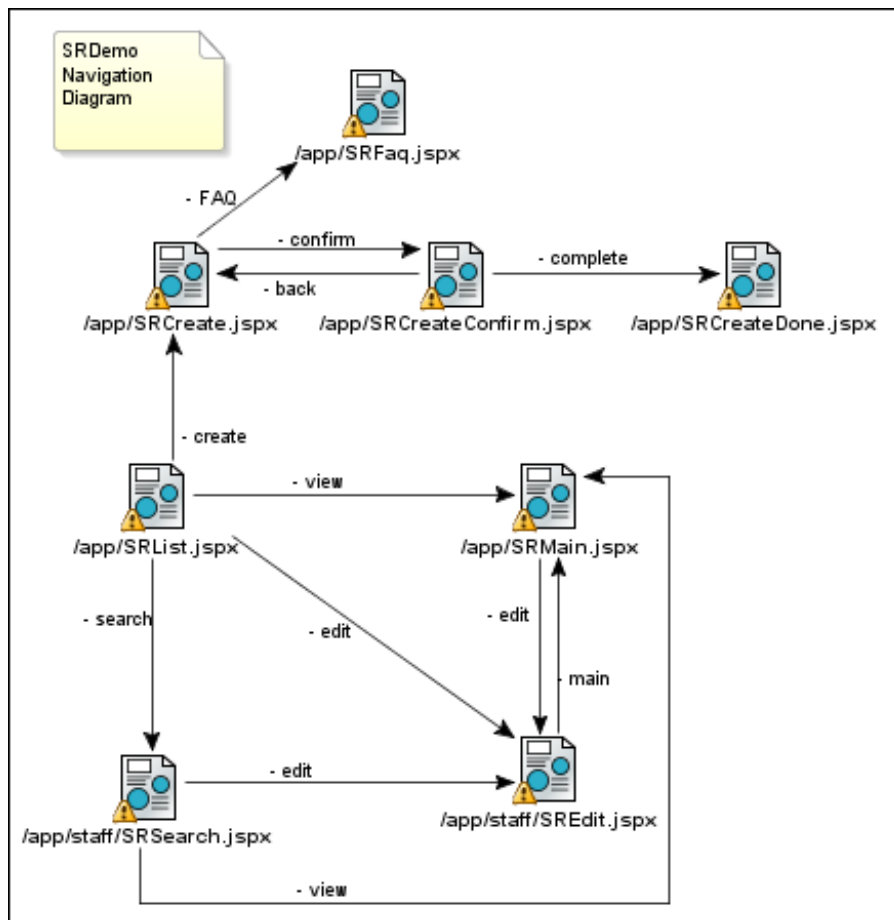 SRDemo
Navigation
Diagram
/app/SRFaq.jspx
- FAQ
- confirm
- back
- complete
/app/SRCreate.jspx
/app/SRCreateConfirm.jspx
/app/SRCreateDone.jspx
- create
- view
/app/SRList.jspx
/app/SRMain.jspx
- search
- edit
- edit
- main
- edit
/app/staff/SREdit.jspx
/app/staff/SRSearch.jspx
- view